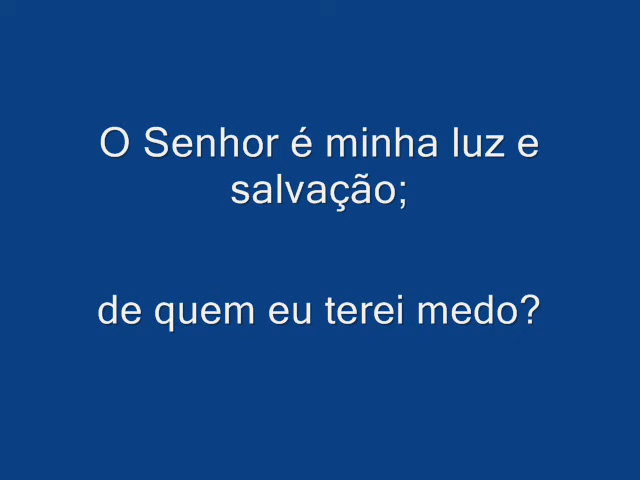 O Senhor é minha luz e
salvação;
de quem eu terei medo?